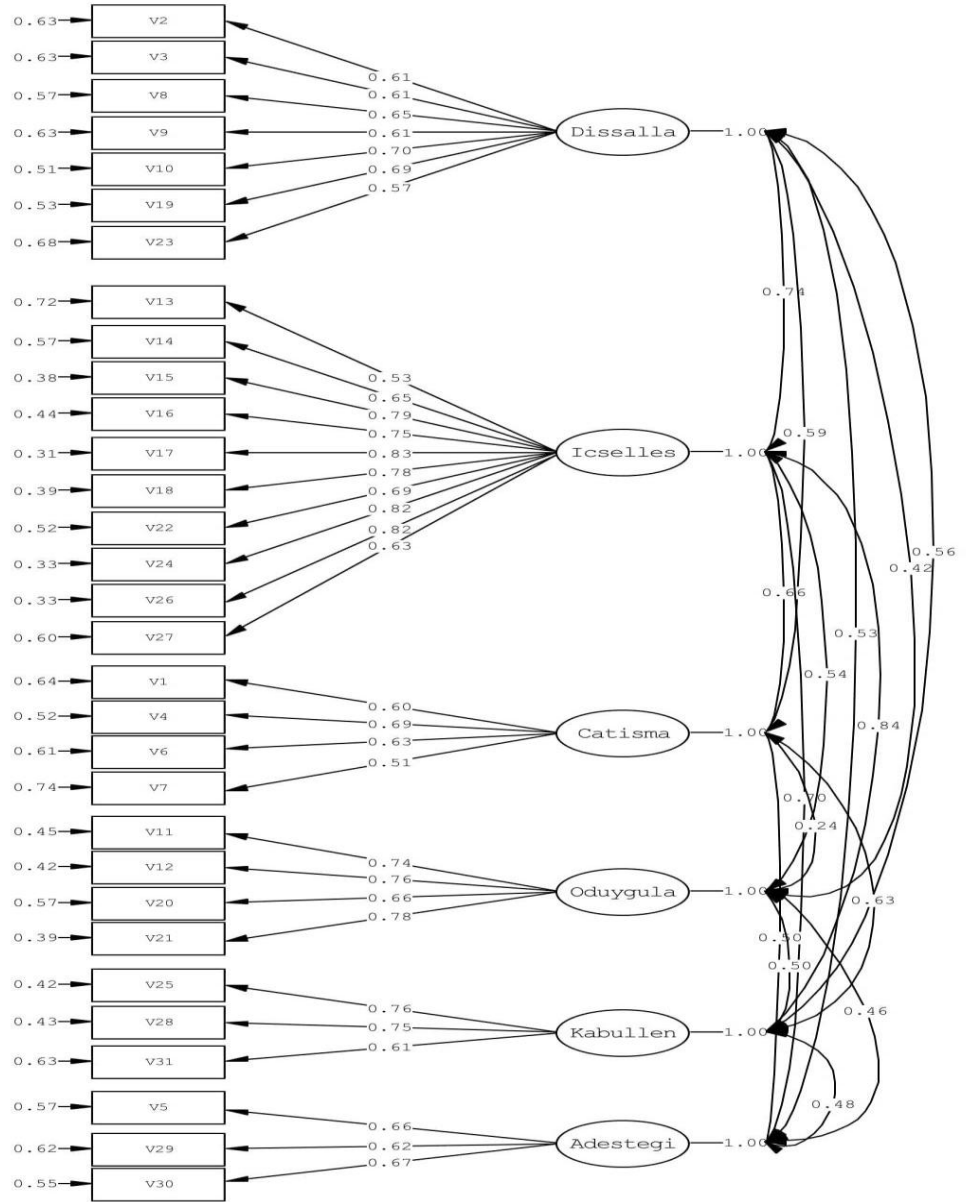 0.63 V2
0.63 V3
0.57 V8
0.63 V9
0.51 V10
0.53 V19
0.68 V23
0.61
0.61
0.65
0.61
0.70
0.69
0.57
Dissalla 1.00
0.72 V13
0.57 V14
0.38 V15
0.44 V16
0.31 V17
0.39 V18
0.52 V22
0.33 V24
0.33 V26
0.60 V27
0.53
0.65
0.79
0.75
0.83
0.78
0.69
0.82
0.82
0.63
Icselles 1.00
0.64 V1
0.52 V4
0.61 V6
0.74 V7
0.60
0.69
0.63
0.51
Catisma 1.00
0.45 V11
0.42 V12
0.57 V20
0.39 V21
0.74
0.76
0.66
0.78
Oduygula 1.00
0.42 V25
0.43 V28
0.63 V31
0.76
0.75
0.61
Kabullen 1.00
0.57 V5
0.62 V29
0.55 V30
0.66
0.62
0.67
Adestegi 1.00
0.74
0.59
0.56
0.42
0.66
0.53
0.54
0.84
0.70
0.24
0.63
0.50
0.50
0.46
0.48